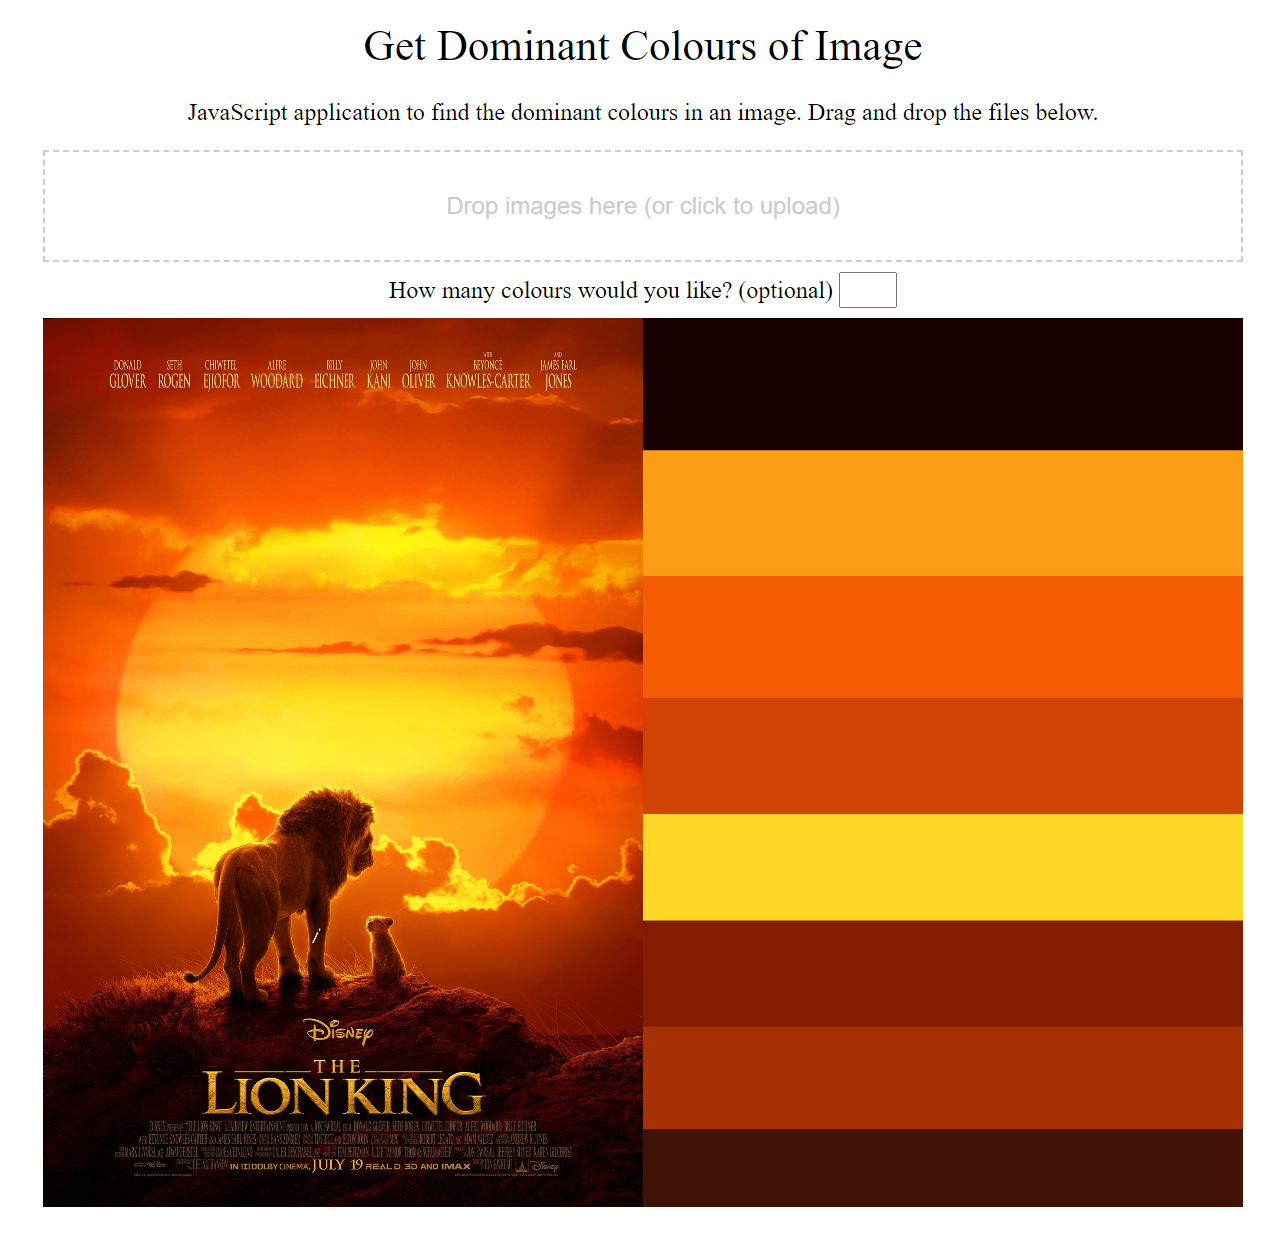 Get Dominant Colours of Image
JavaScript application to find the dominant colours in an image. Drag and drop the files below.
Drop images here (or click to upload)
How many colours would you like? (optional)
DONALD GLOVER SETH ROGEN CHIWETEL EJIOFOR ALFRE WOODARD BILLY EICHNER JOHN KANI JOHN OLIVER WITH BEYONCÉ KNOWLES-CARTER AND JAMES EARL JONES
Disney
THE
LION KING
IN DOLBY CINEMA, JULY 19 REAL D 3D AND IMAX
Disney